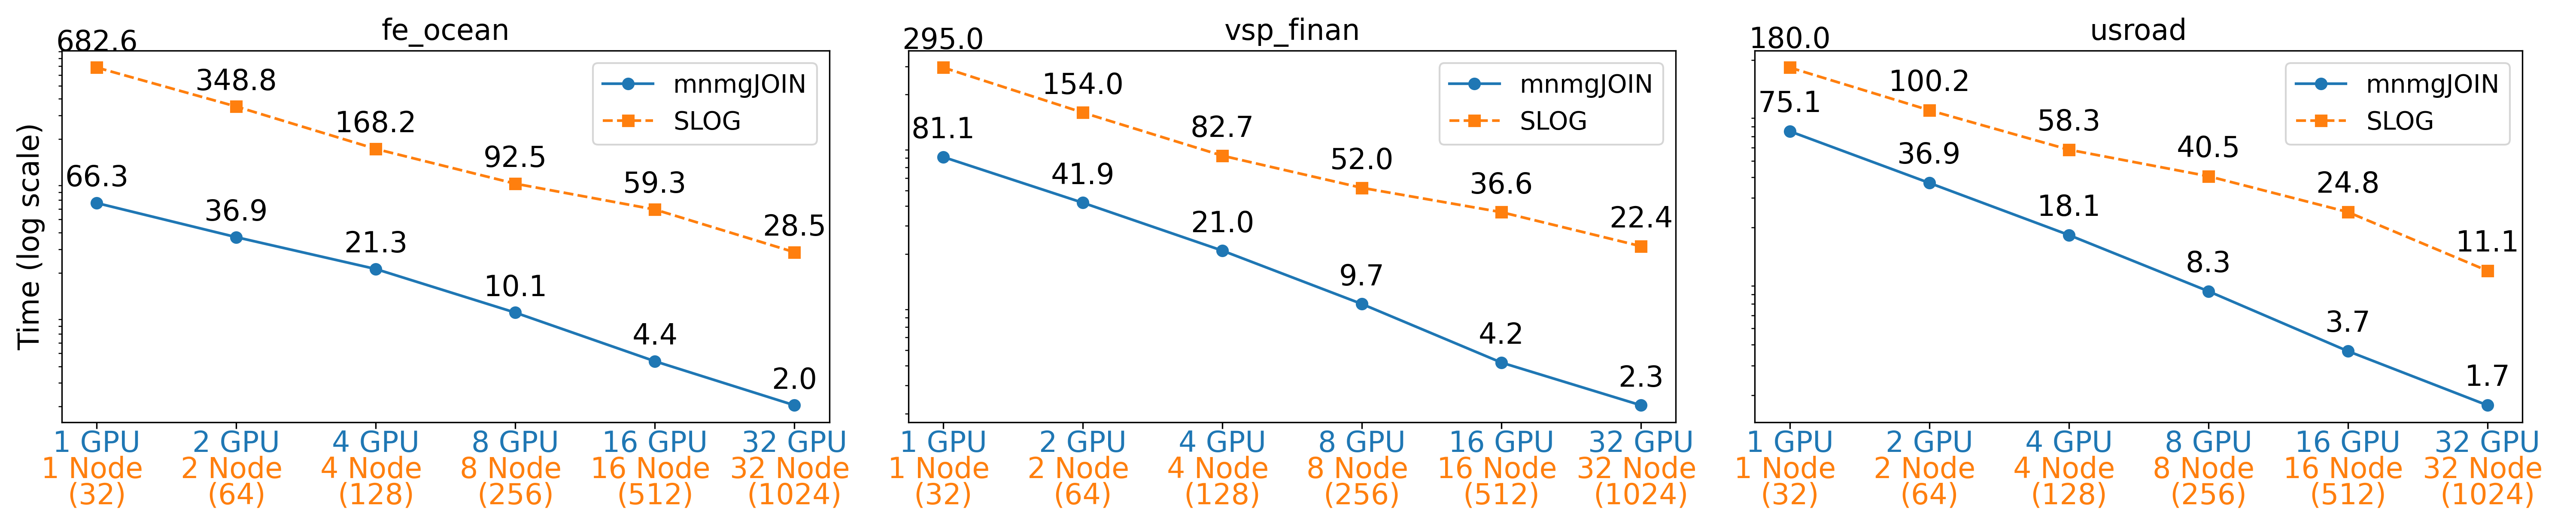 fe_ocean
682.6
348.8
168.2
92.5
59.3
28.5
66.3
36.9
21.3
10.1
4.4
2.0
mnmgJOIN
SLOG
Time (log scale)
1 GPU 2 GPU 4 GPU 8 GPU 16 GPU 32 GPU
1 Node 2 Node 4 Node 8 Node 16 Node 32 Node
(32) (64) (128) (256) (512) (1024)
vsp_finan
295.0
154.0
82.7
52.0
36.6
22.4
81.1
41.9
21.0
9.7
4.2
2.3
mnmgJOIN
SLOG
1 GPU 2 GPU 4 GPU 8 GPU 16 GPU 32 GPU
1 Node 2 Node 4 Node 8 Node 16 Node 32 Node
(32) (64) (128) (256) (512) (1024)
usroad
180.0
100.2
58.3
40.5
24.8
11.1
75.1
36.9
18.1
8.3
3.7
1.7
mnmgJOIN
SLOG
1 GPU 2 GPU 4 GPU 8 GPU 16 GPU 32 GPU
1 Node 2 Node 4 Node 8 Node 16 Node 32 Node
(32) (64) (128) (256) (512) (1024)